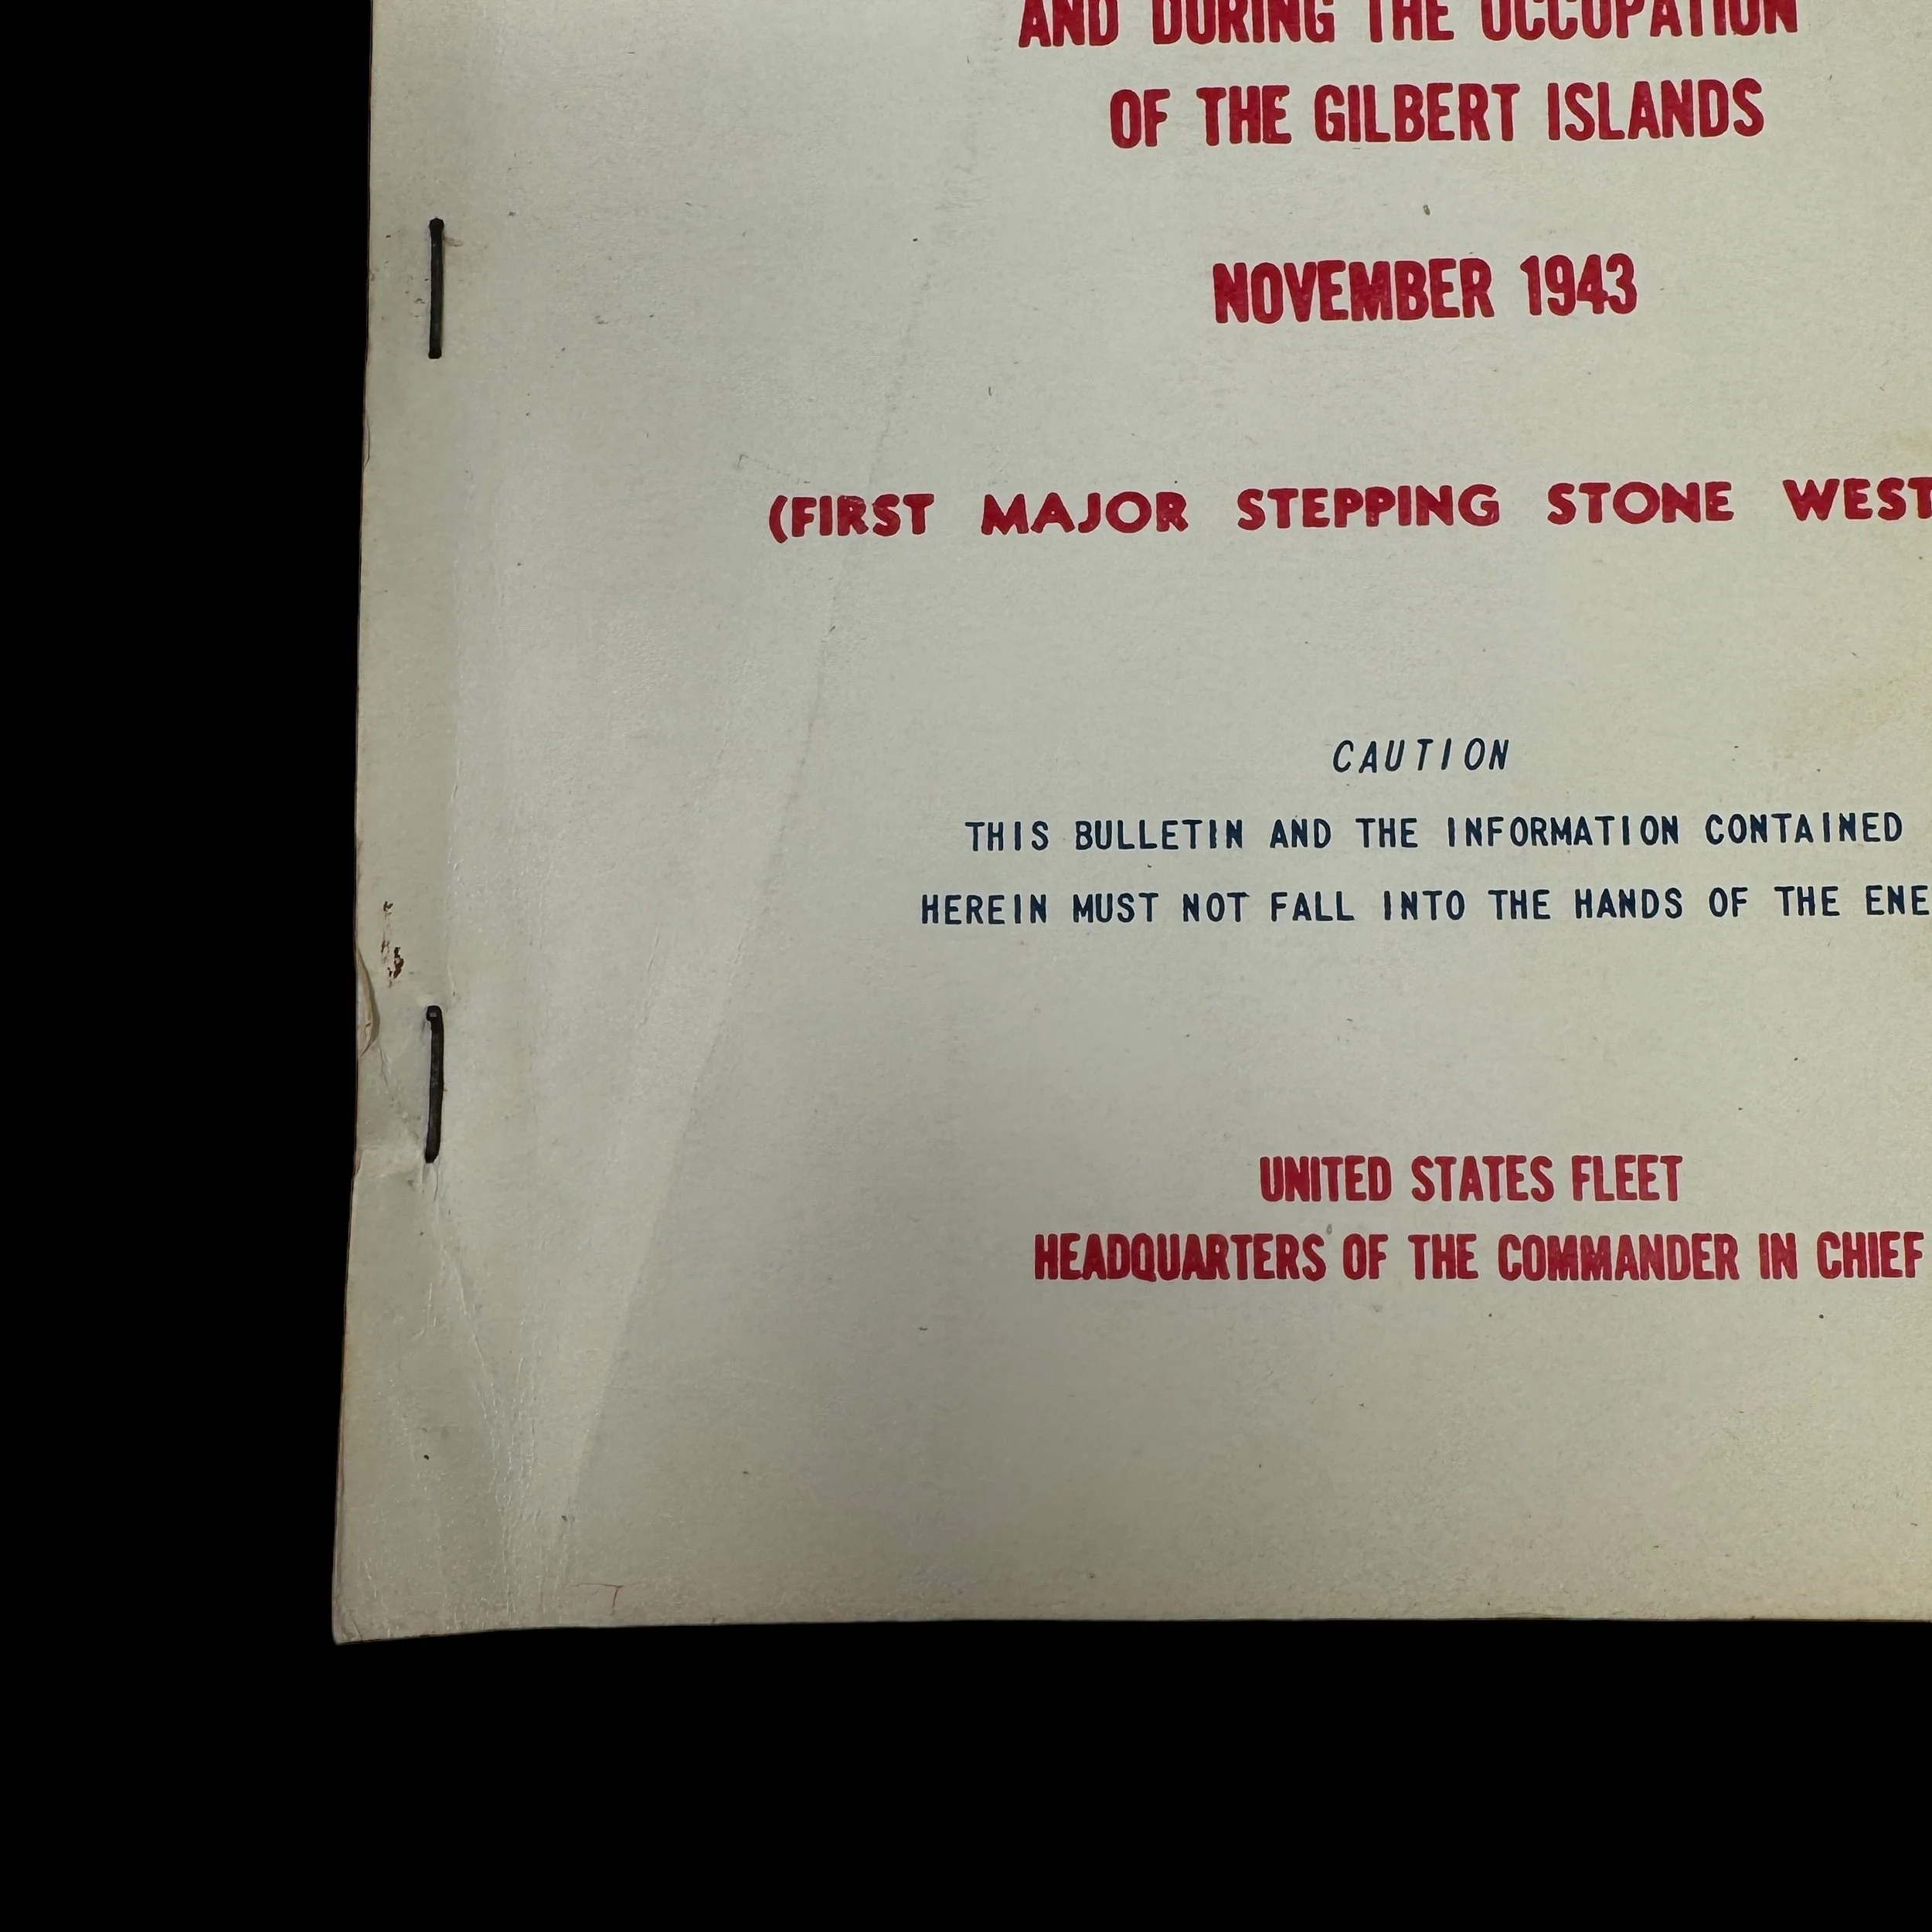 AND DURING THE OCCUPATION
OF THE GILBERT ISLANDS
NOVEMBER 1943
(FIRST MAJOR STEPPING STONE WEST
CAUTION
THIS BULLETIN AND THE INFORMATION CONTAINED
HEREIN MUST NOT FALL INTO THE HANDS OF THE ENE
UNITED STATES FLEET
HEADQUARTERS OF THE COMMANDER IN CHIEF